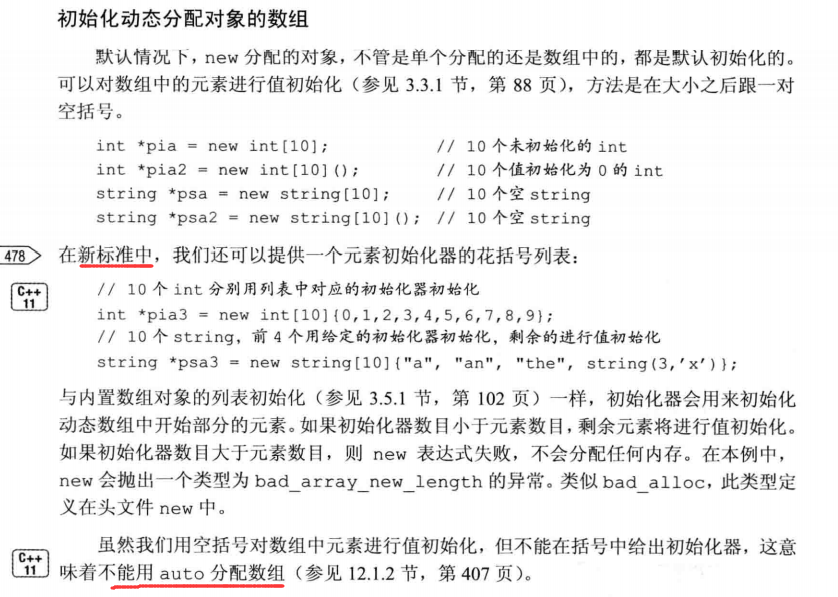 初始化动态分配对象的数组
默认情况下，new 分配的对象，不管是单个分配的还是数组中的，都是默认初始化的。
可以对数组中的元素进行值初始化（参见 3.3.1 节，第 88 页），方法是在大小之后跟一对
空括号。
int *pia = new int[10]; // 10 个未初始化的 int
int *pia2 = new int[10](); // 10 个值初始化为 0 的 int
string *psa = new string[10]; // 10 个空 string
string *psa2 = new string[10](); // 10 个空 string
478 在新标准中，我们还可以提供一个元素初始化器的花括号列表：
C++
11
// 10 个 int 分别用列表中对应的初始化器初始化
int *pia3 = new int[10]{0,1,2,3,4,5,6,7,8,9};
// 10 个 string，前 4 个用给定的初始化器初始化，剩余的进行值初始化
string *psa3 = new string[10]{"a", "an", "the", string(3,'x')};
与内置数组对象的列表初始化（参见 3.5.1 节，第 102 页）一样，初始化器会用来初始化
动态数组中开始部分的元素。如果初始化器数目小于元素数目，剩余元素将进行值初始化。
如果初始化器数目大于元素数目，则 new 表达式失败，不会分配任何内存。在本例中，
new 会抛出一个类型为 bad_array_new_length 的异常。类似 bad_alloc，此类型定
义在头文件 new 中。
C++
11
虽然我们用空括号对数组中元素进行值初始化，但不能在括号中给出初始化器，这意
味着不能用 auto 分配数组（参见 12.1.2 节，第 407 页）。